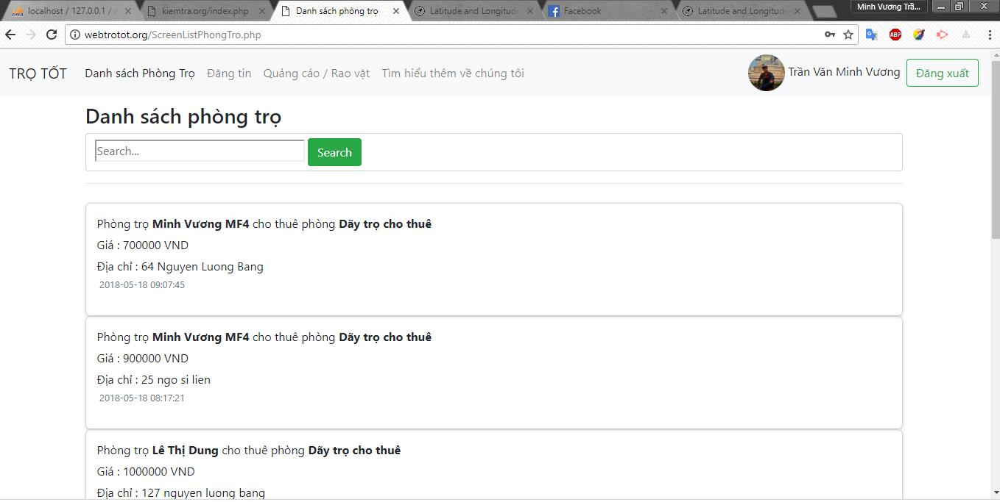 localhost / 127.0.0.1 / w
kiemtra.org/index.php
Danh sách phòng trọ
Latitude and Longitude
Facebook
Latitude and Longitude
Minh Vương Trầ...
webtrotot.org/ScreenListPhongTro.php
ABP
TRỌ TỐT
Danh sách Phòng Trọ
Đăng tin
Quảng cáo / Rao vặt
Tìm hiểu thêm về chúng tôi
Trần Văn Minh Vương
Đăng xuất
Danh sách phòng trọ
Search...
Search
Phòng trọ Minh Vương MF4 cho thuê phòng Dãy trọ cho thuê
Giá : 700000 VND
Địa chỉ : 64 Nguyen Luong Bang
2018-05-18 09:07:45
Phòng trọ Minh Vương MF4 cho thuê phòng Dãy trọ cho thuê
Giá : 900000 VND
Địa chỉ : 25 ngo si lien
2018-05-18 08:17:21
Phòng trọ Lê Thị Dung cho thuê phòng Dãy trọ cho thuê
Giá : 1000000 VND
Địa chỉ : 127 nguyen luong bang